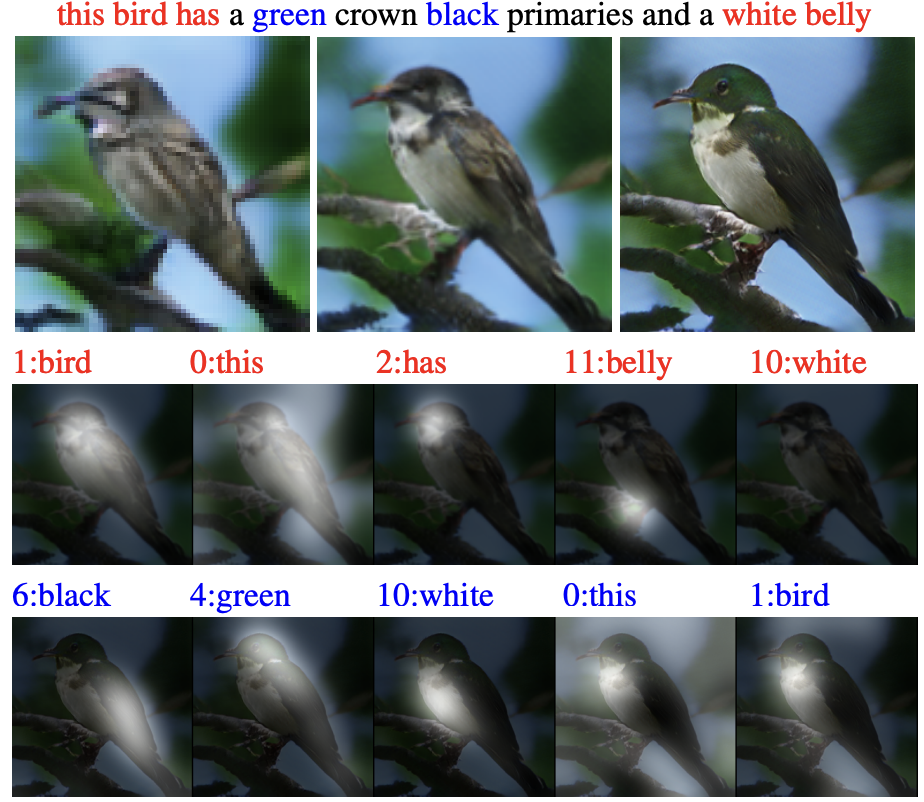 this bird has a green crown black primaries and a white belly
1:bird 0:this 2:has 11:belly 10:white
6:black 4:green 10:white 0:this 1:bird